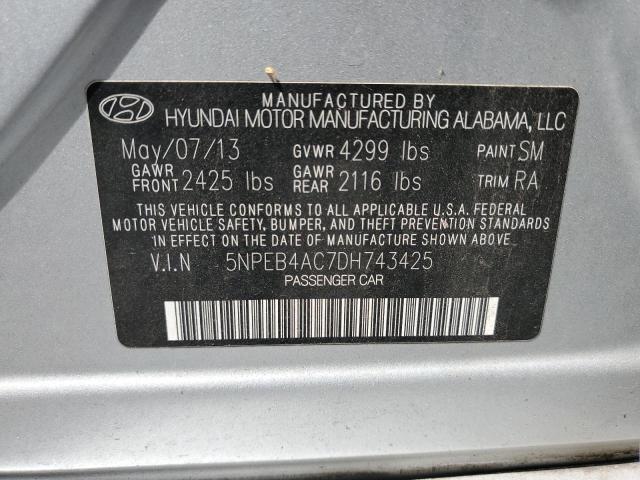 MANUFACTURED BY
HYUNDAI MOTOR MANUFACTURING ALABAMA, LLC
May/07/13 GVWR 4299 lbs PAINT SM
GAWR FRONT 2425 lbs GAWR REAR 2116 lbs TRIM RA
THIS VEHICLE CONFORMS TO ALL APPLICABLE U.S.A. FEDERAL
MOTOR VEHICLE SAFETY, BUMPER, AND THEFT PREVENTION STANDARDS
IN EFFECT ON THE DATE OF MANUFACTURE SHOWN ABOVE.
V.I.N 5NPEB4AC7DH743425
PASSENGER CAR